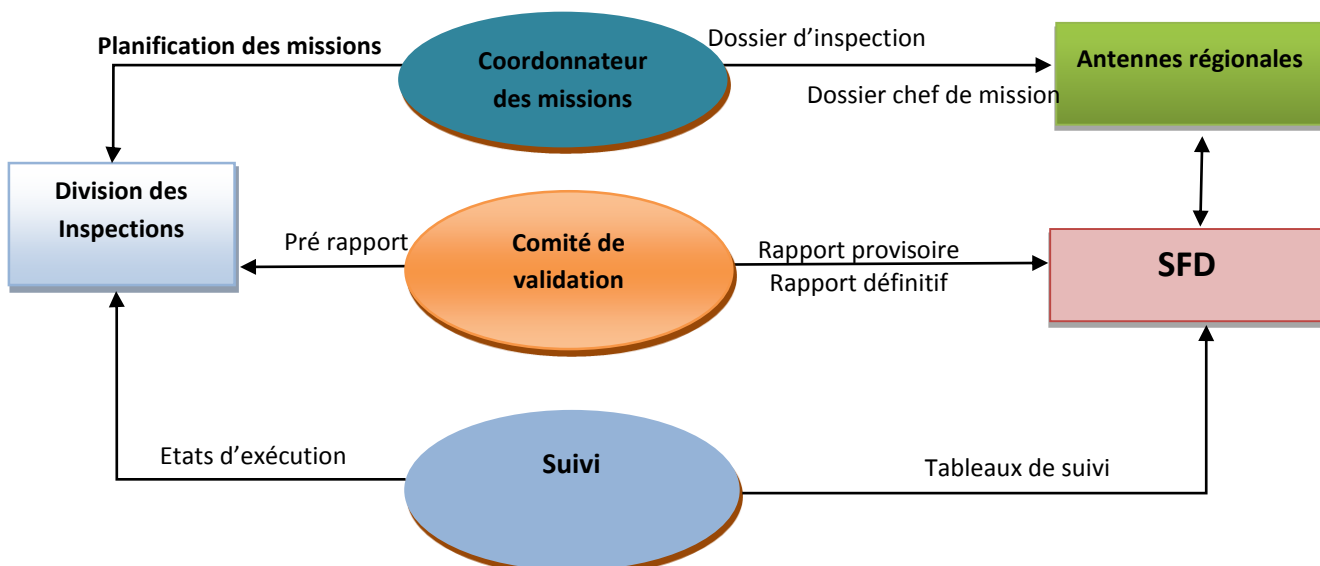 Planification des missions
Coordonnateur
des missions
Dossier d’inspection
Dossier chef de mission
Antennes régionales
Division des
Inspections
Pré rapport
Comité de
validation
Rapport provisoire
Rapport définitif
SFD
Etats d’exécution
Suivi
Tableaux de suivi